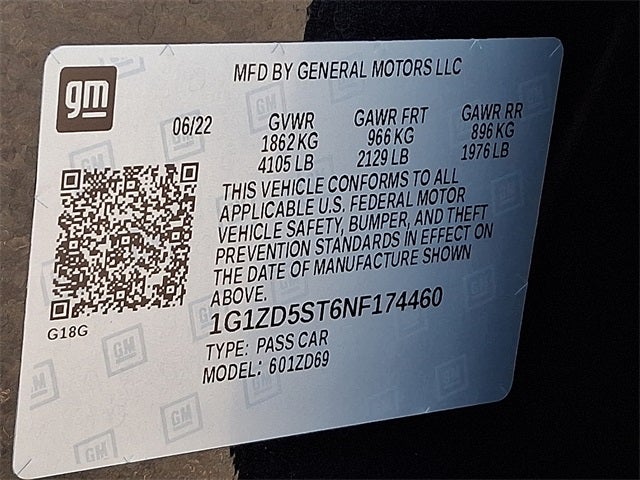 gm
MFD BY GENERAL MOTORS LLC
06/22 GVWR GAWR FRT GAWR RR
1862 KG 966 KG 896 KG
4105 LB 2129 LB 1976 LB
THIS VEHICLE CONFORMS TO ALL
APPLICABLE U.S. FEDERAL MOTOR
VEHICLE SAFETY, BUMPER, AND THEFT
PREVENTION STANDARDS IN EFFECT ON
THE DATE OF MANUFACTURE SHOWN
ABOVE.
G18G
1G1ZD5ST6NF174460
TYPE: PASS CAR
MODEL: 601ZD69